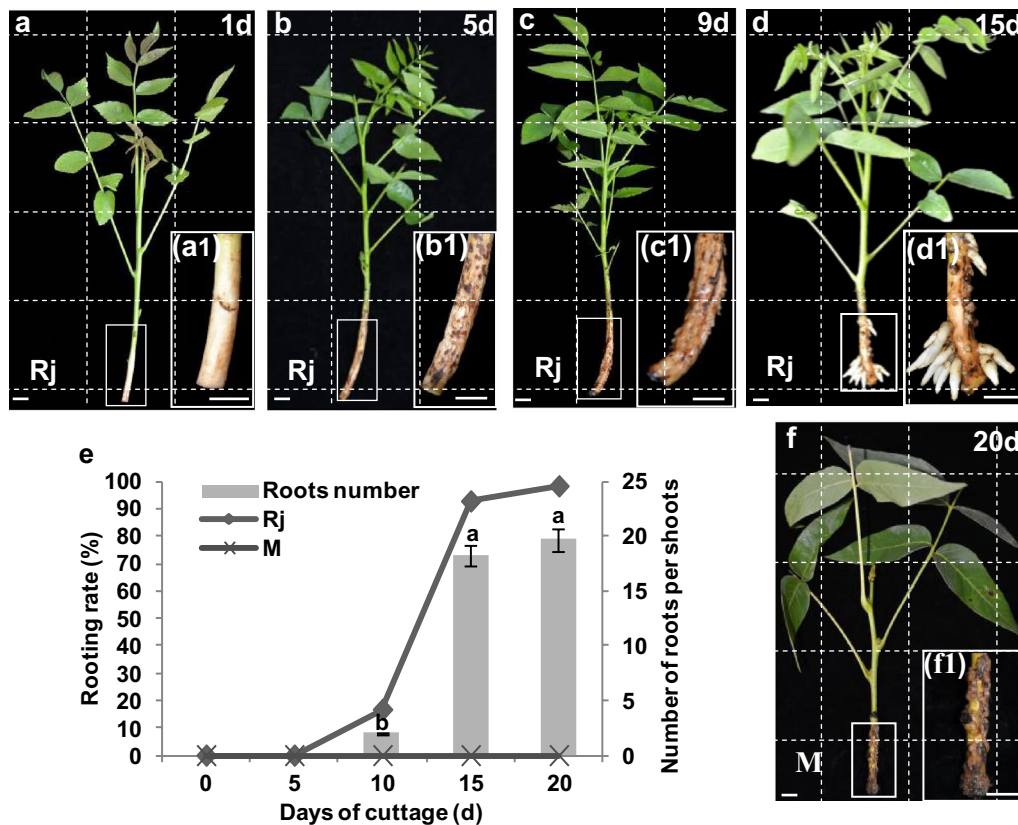 a
1d
(a1)
Rj
b
5d
(b1)
c
9d
(c1)
Rj
d
15d
(d1)
Rj
e
100
90
80
70
60
50
40
30
20
10
0
Rooting rate (%)
Roots number
Rj
M
b
a
a
25
20
15
10
5
0
Number of roots per shoots
0 5 10 15 20
Days of cuttage (d)
f
20d
(f1)
M